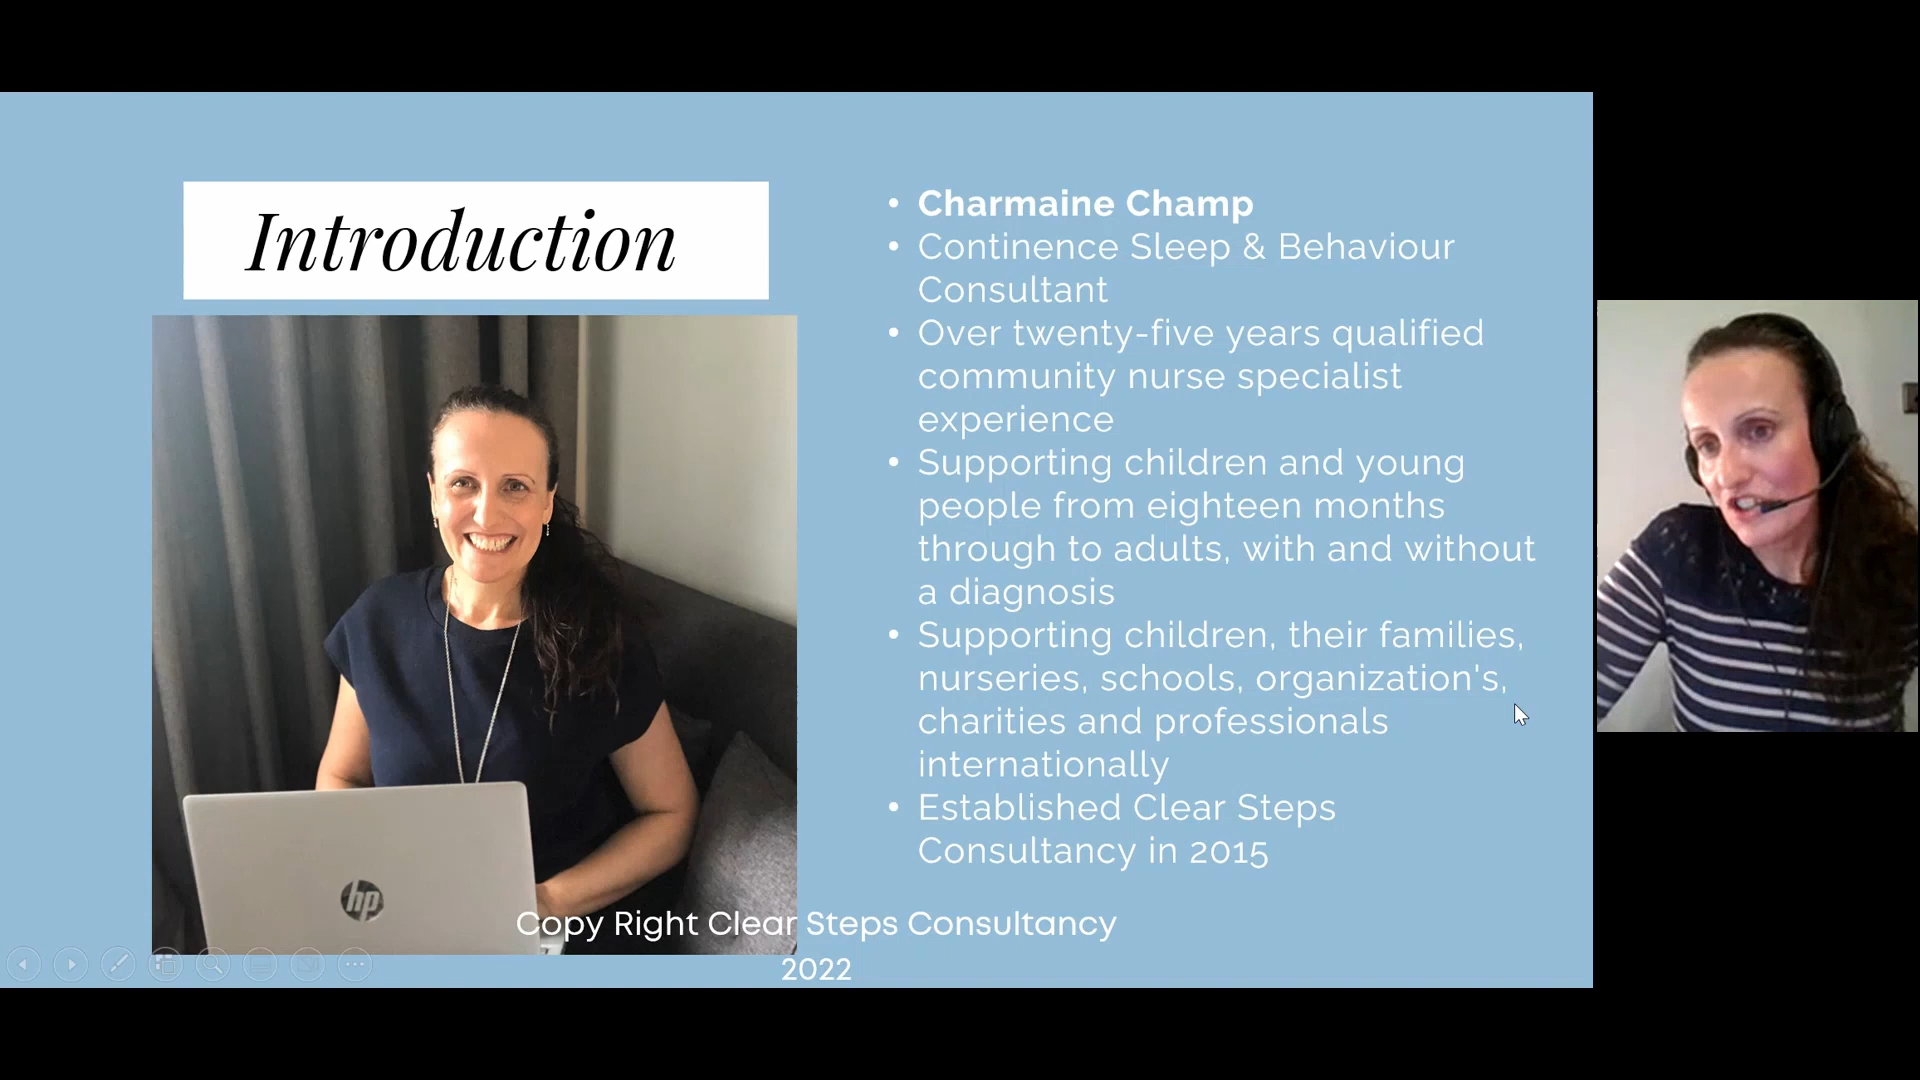 Introduction
• Charmaine Champ
• Continence Sleep & Behaviour
Consultant
• Over twenty-five years qualified
community nurse specialist
experience
• Supporting children and young
people from eighteen months
through to adults, with and without
a diagnosis
• Supporting children, their families,
nurseries, schools, organization's,
charities and professionals
internationally
• Established Clear Steps
Consultancy in 2015
hp
Copy Right Clear Steps Consultancy
2022